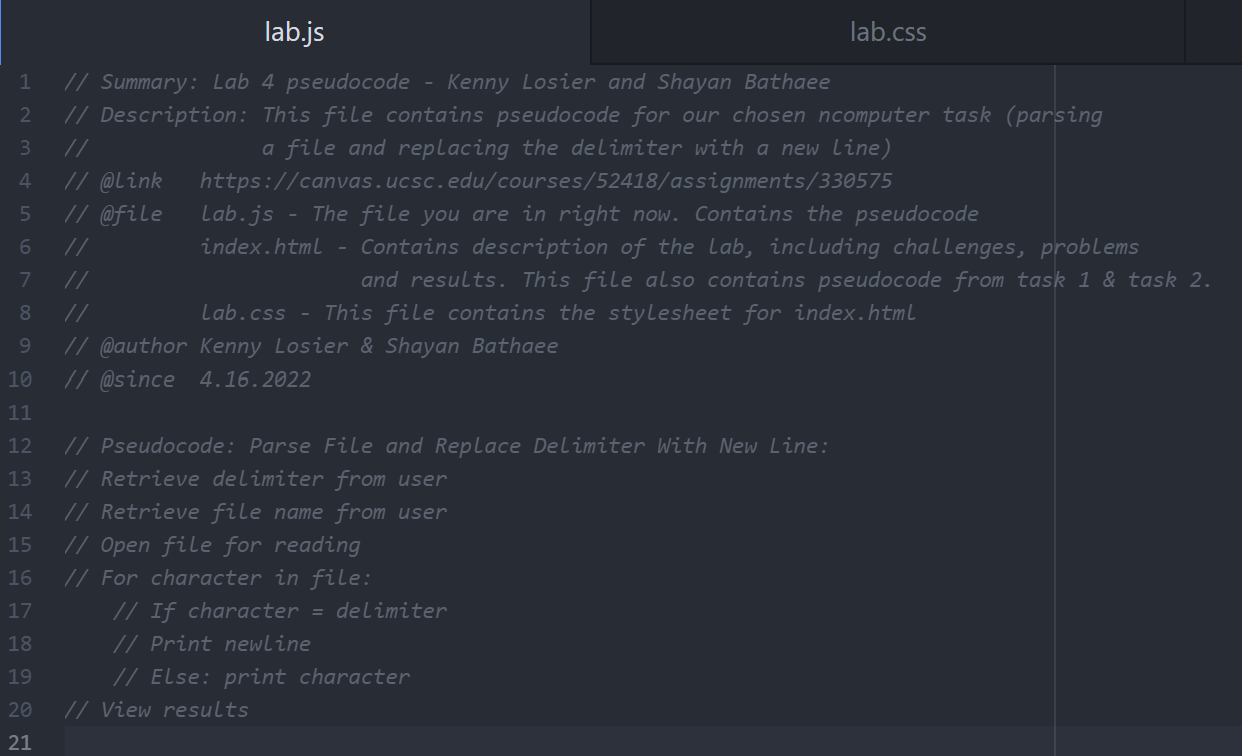 lab.js
lab.css
1 // Summary: Lab 4 pseudocode - Kenny Losier and Shayan Bathaee
2 // Description: This file contains pseudocode for our chosen ncomputer task (parsing
3 //              a file and replacing the delimiter with a new line)
4 // @link   https://canvas.ucsc.edu/courses/52418/assignments/330575
5 // @file   lab.js - The file you are in right now. Contains the pseudocode
6 //         index.html - Contains description of the lab, including challenges, problems
7 //                      and results. This file also contains pseudocode from task 1 & task 2.
8 //         lab.css - This file contains the stylesheet for index.html
9 // @author Kenny Losier & Shayan Bathaee
10 // @since  4.16.2022
11
12 // Pseudocode: Parse File and Replace Delimiter With New Line:
13 // Retrieve delimiter from user
14 // Retrieve file name from user
15 // Open file for reading
16 // For character in file:
17     // If character = delimiter
18     // Print newline
19     // Else: print character
20 // View results
21